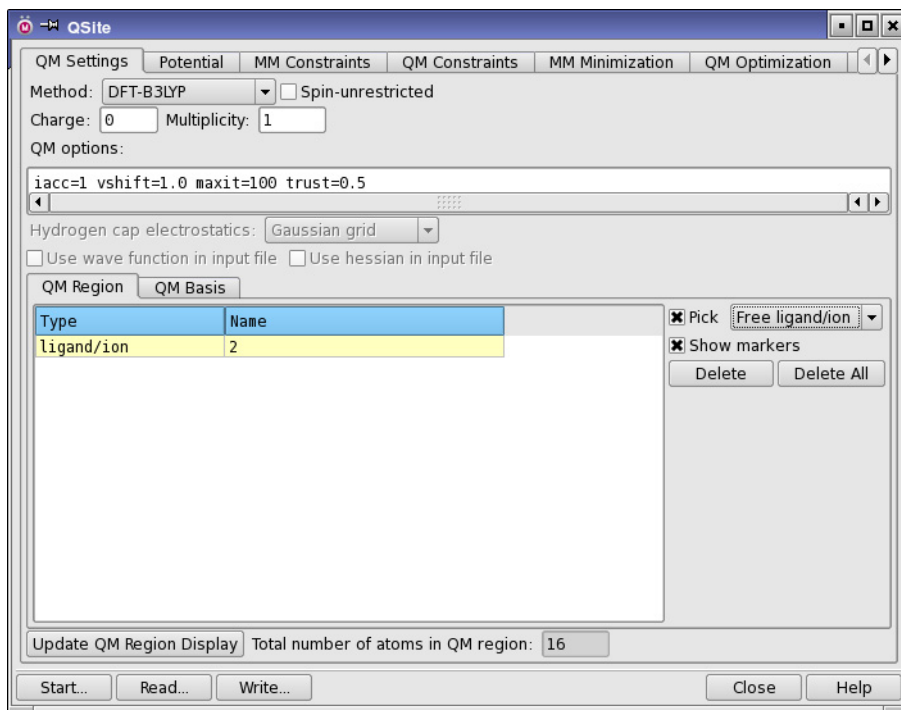 QSite
QM Settings Potential MM Constraints QM Constraints MM Minimization QM Optimization
Method: DFT-B3LYP Spin-unrestricted
Charge: 0 Multiplicity: 1
QM options:
iacc=1 vshift=1.0 maxit=100 trust=0.5
Hydrogen cap electrostatics: Gaussian grid
Use wave function in input file Use hessian in input file
QM Region QM Basis
Type Name Pick Free ligand/ion
ligand/ion 2 Show markers
Delete Delete All
Update QM Region Display Total number of atoms in QM region: 16
Start... Read... Write... Close Help